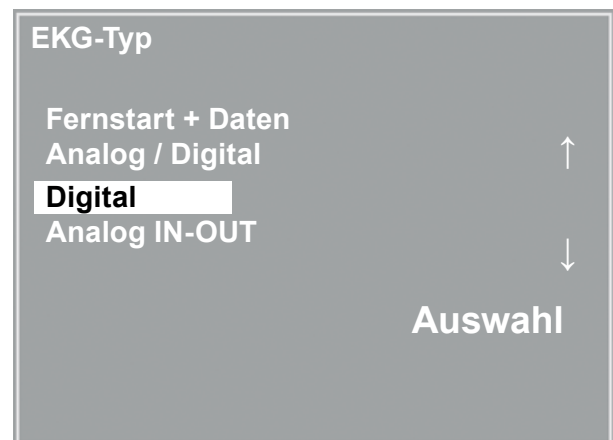 EKG-Typ
Fernstart + Daten
Analog / Digital
↑
Digital
Analog IN-OUT
↓
Auswahl